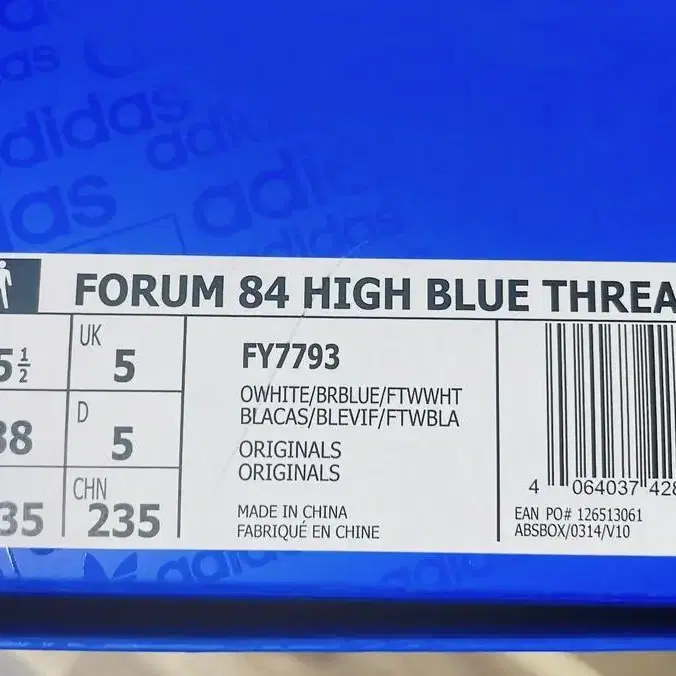 adidas
adidas
adidas
adidas
FORUM 84 HIGH BLUE THREA
5½
UK
5
38
D
5
35
CHN
235
FY7793
OWHITE/BRBLUE/FTWWHT
BLACAS/BLEVIF/FTWBLA
ORIGINALS
ORIGINALS
MADE IN CHINA
FABRIQUÉ EN CHINE
4 064037 428
EAN PO# 126513061
ABSBOX/0314/V10
adidas